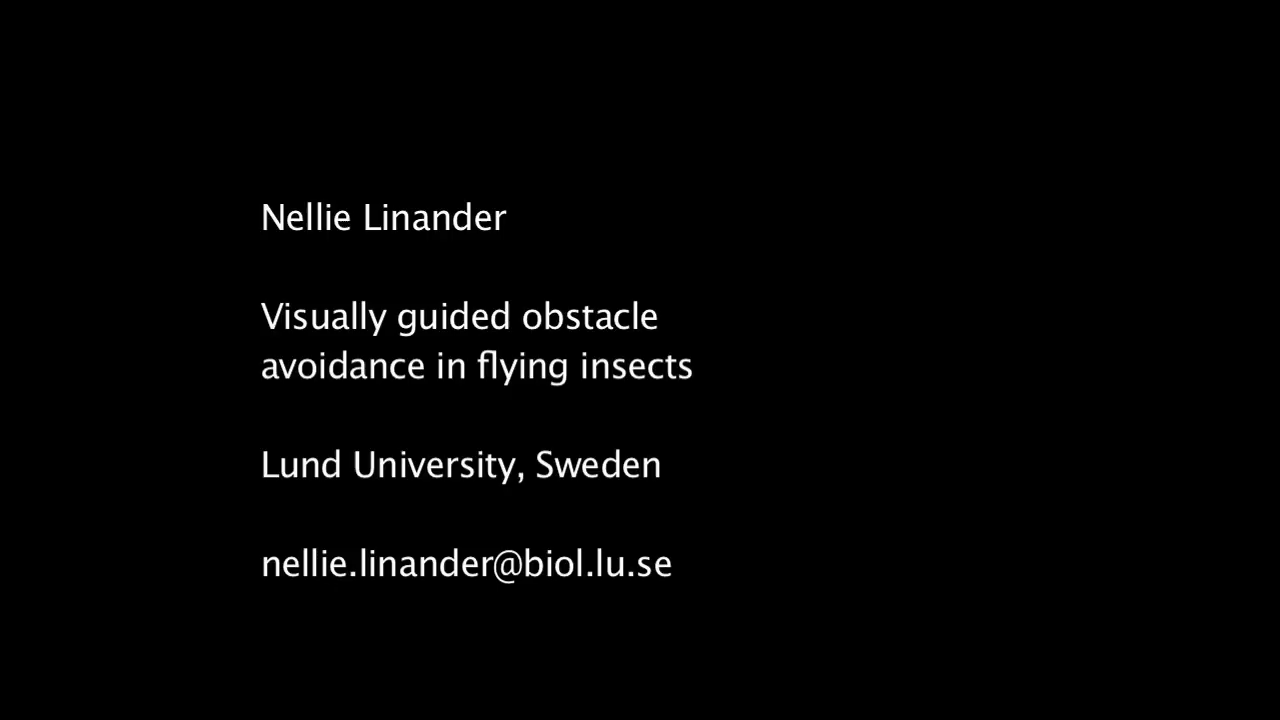 Nellie Linander
Visually guided obstacle
avoidance in flying insects
Lund University, Sweden
nellie.linander@biol.lu.se